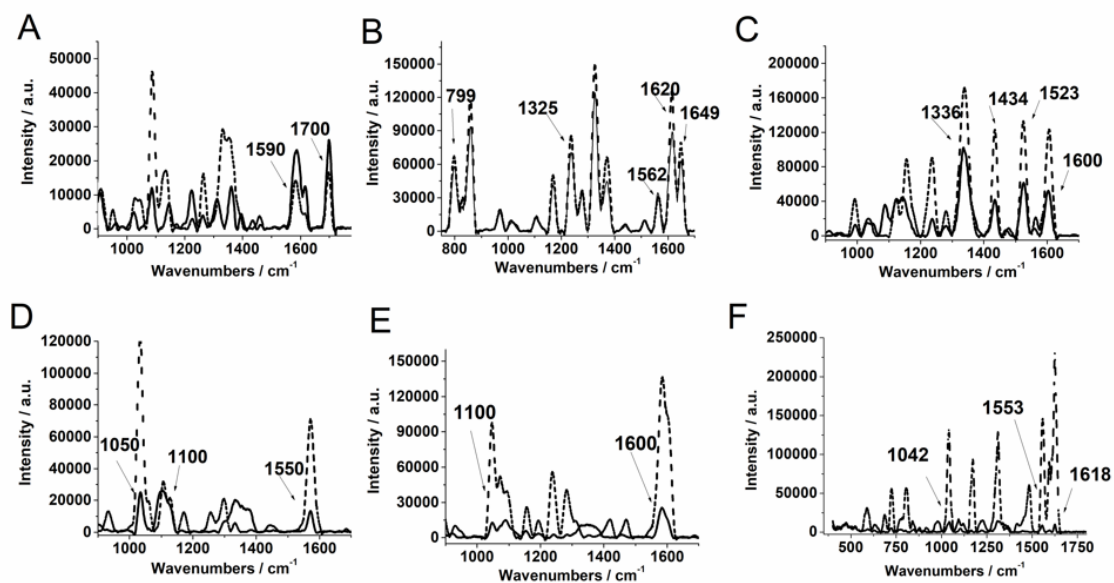 A
Intensity / a.u.
50000
40000
30000
20000
10000
0
1590
1700
1000 1200 1400 1600
Wavenumbers / cm-1
B
Intensity / a.u.
150000
120000
90000
60000
30000
0
799
1325
1620
1649
1562
800 1000 1200 1400 1600
Wavenumbers / cm-1
C
Intensity / a.u.
200000
160000
120000
80000
40000
0
1336
1434
1523
1600
1000 1200 1400 1600
Wavenumbers / cm-1
D
Intensity / a.u.
120000
100000
80000
60000
40000
20000
0
1050
1100
1550
1000 1200 1400 1600
Wavenumbers / cm-1
E
Intensity / a.u.
150000
120000
90000
60000
30000
0
1100
1600
1000 1200 1400 1600
Wavenumbers / cm-1
F
Intensity / a.u.
250000
200000
150000
100000
50000
0
1042
1553
1618
500 750 1000 1250 1500 1750
Wavenumbers / cm-1